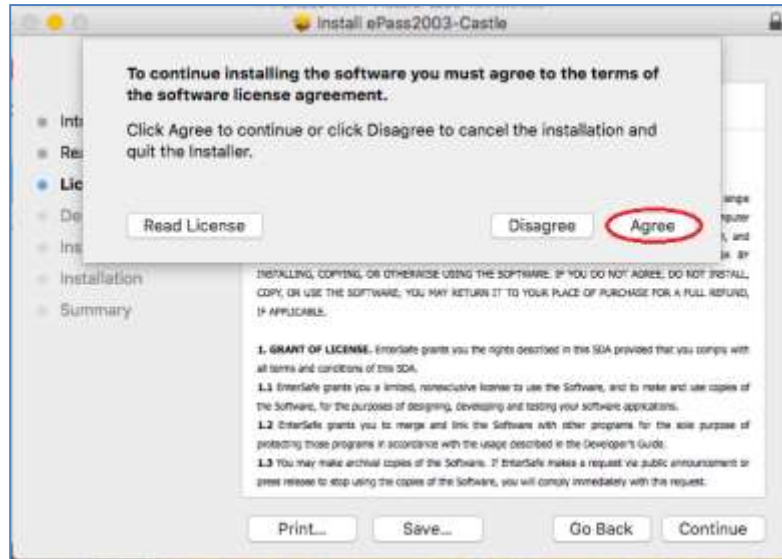 Install ePass2003-Castle
To continue installing the software you must agree to the terms of
the software license agreement.
Click Agree to continue or click Disagree to cancel the installation and
quit the Installer.
Read License
Disagree
Agree
Lic
De
Ins
Installation
Summary
INSTALLING, COPYING, OR OTHERWISE USING THE SOFTWARE. IF YOU DO NOT AGREE, DO NOT INSTALL,
COPY, OR USE THE SOFTWARE; YOU MAY RETURN IT TO YOUR PLACE OF PURCHASE FOR A FULL REFUND,
IF APPLICABLE.
1. GRANT OF LICENSE. EnterSafe grants you the rights described in this SDA provided that you comply with
all terms and conditions of this SDA.
1.1 EnterSafe grants you a limited, nonexclusive license to use the Software, and to make and use copies of
the Software, for the purposes of designing, developing and testing your software applications.
1.2 EnterSafe grants you to merge and link the Software with other programs for the sole purpose of
protecting those programs in accordance with the usage described in the Developer's Guide.
1.3 You may make archival copies of the Software. If EnterSafe makes a request via public announcement or
press release to stop using the copies of the Software, you will comply immediately with this request.
Print...
Save...
Go Back
Continue